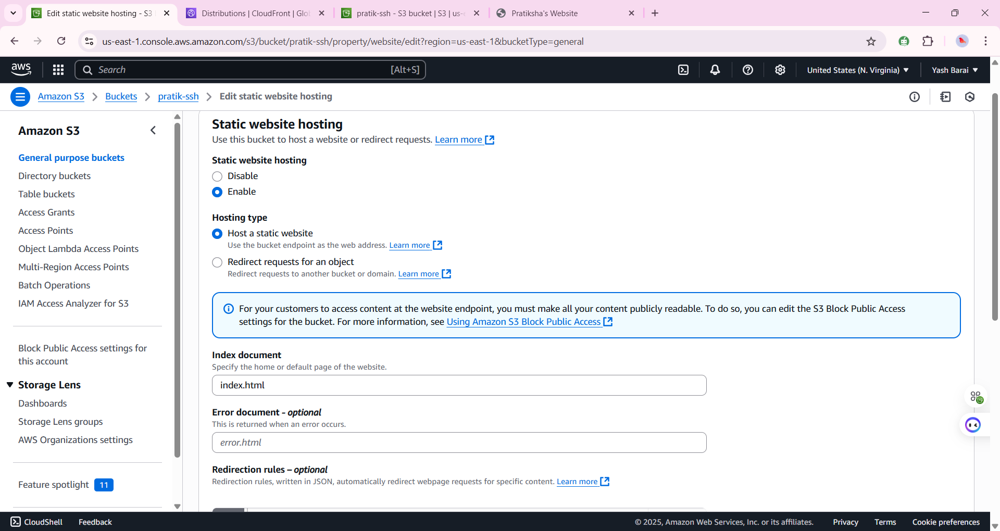 Edit static website hosting - S3
Distributions | CloudFront | Glo
pratik-ssh - S3 bucket | S3 | us-e
Pratiksha's Website
us-east-1.console.aws.amazon.com/s3/bucket/pratik-ssh/property/website/edit?region=us-east-1&bucketType=general
aws
Search
[Alt+S]
United States (N. Virginia)
Yash Barai
Amazon S3
Buckets
pratik-ssh
Edit static website hosting
Amazon S3
General purpose buckets
Directory buckets
Table buckets
Access Grants
Access Points
Object Lambda Access Points
Multi-Region Access Points
Batch Operations
IAM Access Analyzer for S3
Block Public Access settings for
this account
Storage Lens
Dashboards
Storage Lens groups
AWS Organizations settings
Feature spotlight 11
Static website hosting
Use this bucket to host a website or redirect requests. Learn more
Static website hosting
Disable
Enable
Hosting type
Host a static website
Use the bucket endpoint as the web address. Learn more
Redirect requests for an object
Redirect requests to another bucket or domain. Learn more
For your customers to access content at the website endpoint, you must make all your content publicly readable. To do so, you can edit the S3 Block Public Access
settings for the bucket. For more information, see Using Amazon S3 Block Public Access
Index document
Specify the home or default page of the website.
index.html
Error document - optional
This is returned when an error occurs.
error.html
Redirection rules – optional
Redirection rules, written in JSON, automatically redirect webpage requests for specific content. Learn more
CloudShell
Feedback
© 2025, Amazon Web Services, Inc. or its affiliates.
Privacy
Terms
Cookie preferences